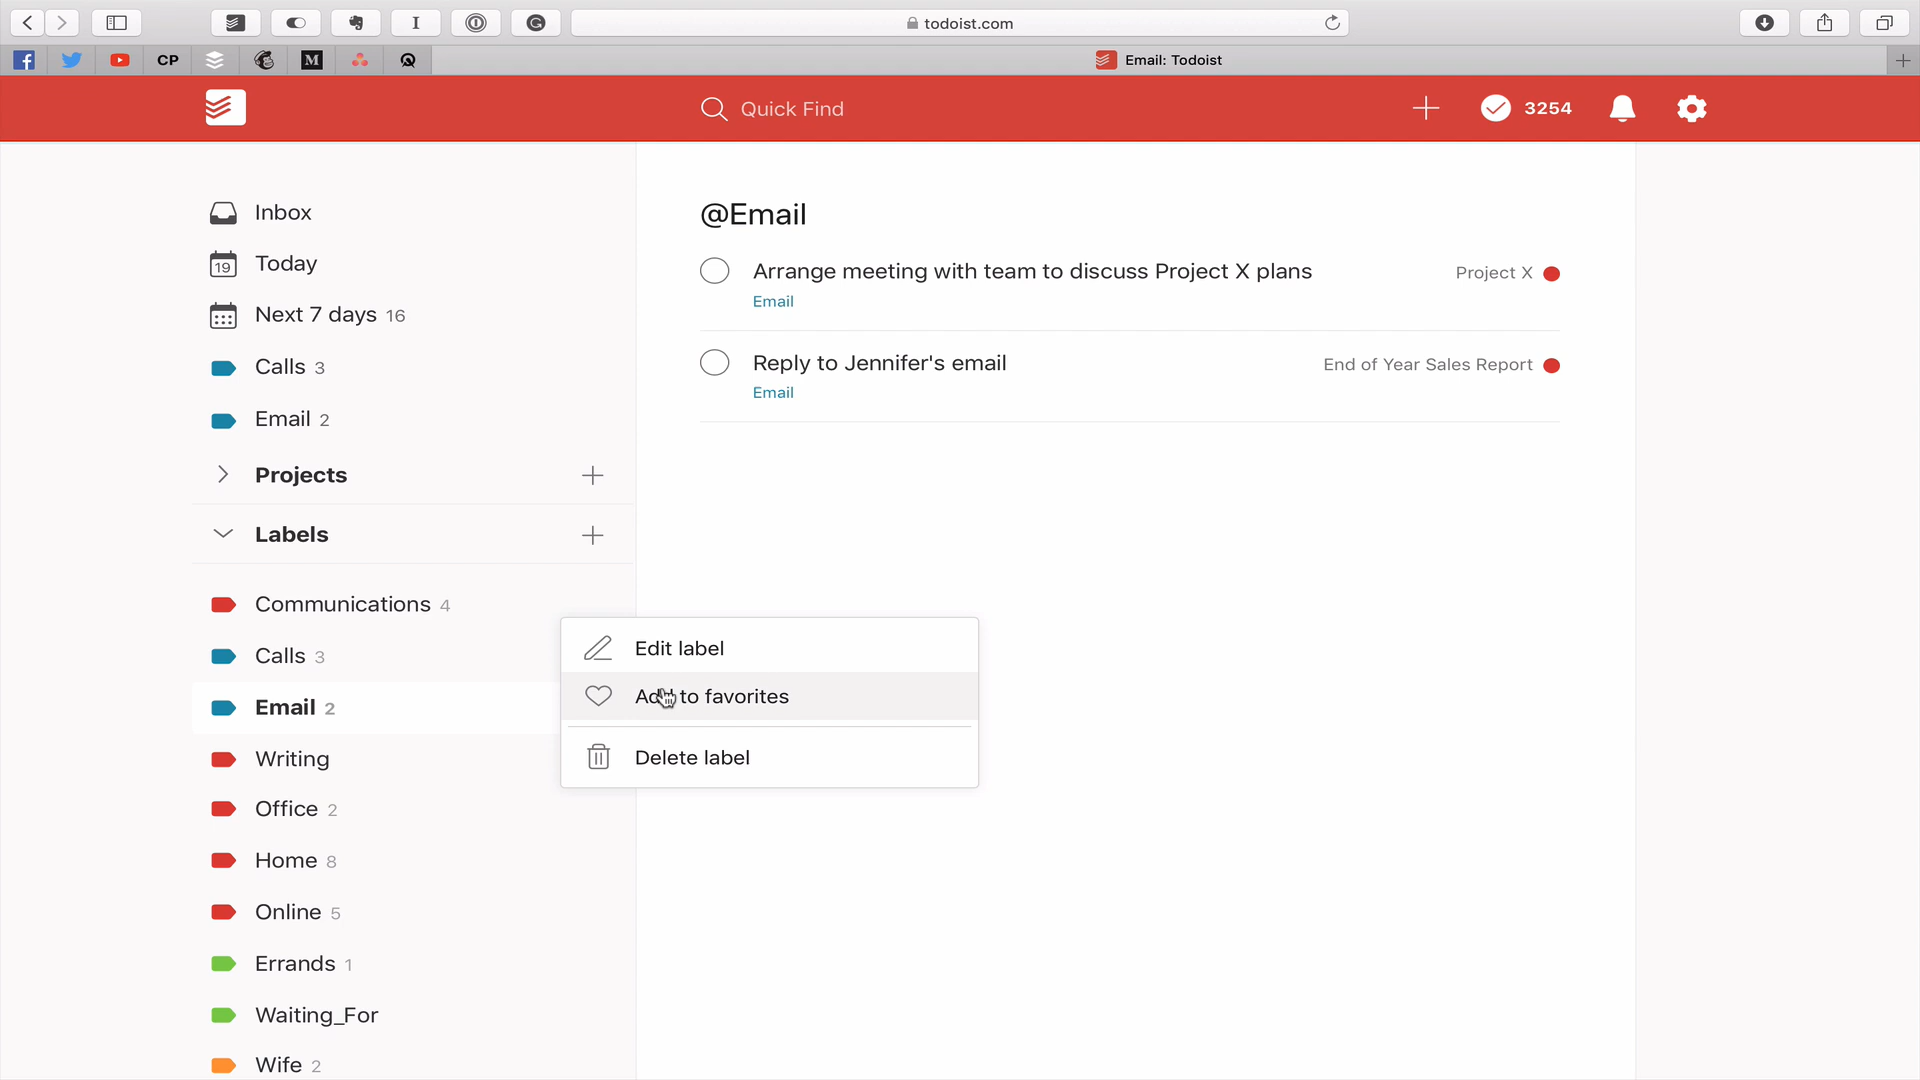 todoist.com
CP
M
Email: Todoist
Quick Find
3254
Inbox
19
Today
Next 7 days 16
Calls 3
Email 2
Projects
Labels
Communications 4
Calls 3
Email 2
Writing
Office 2
Home 8
Online 5
Errands 1
Waiting_For
Wife 2
@Email
Arrange meeting with team to discuss Project X plans
Project X
Email
Reply to Jennifer's email
End of Year Sales Report
Email
Edit label
Add to favorites
Delete label